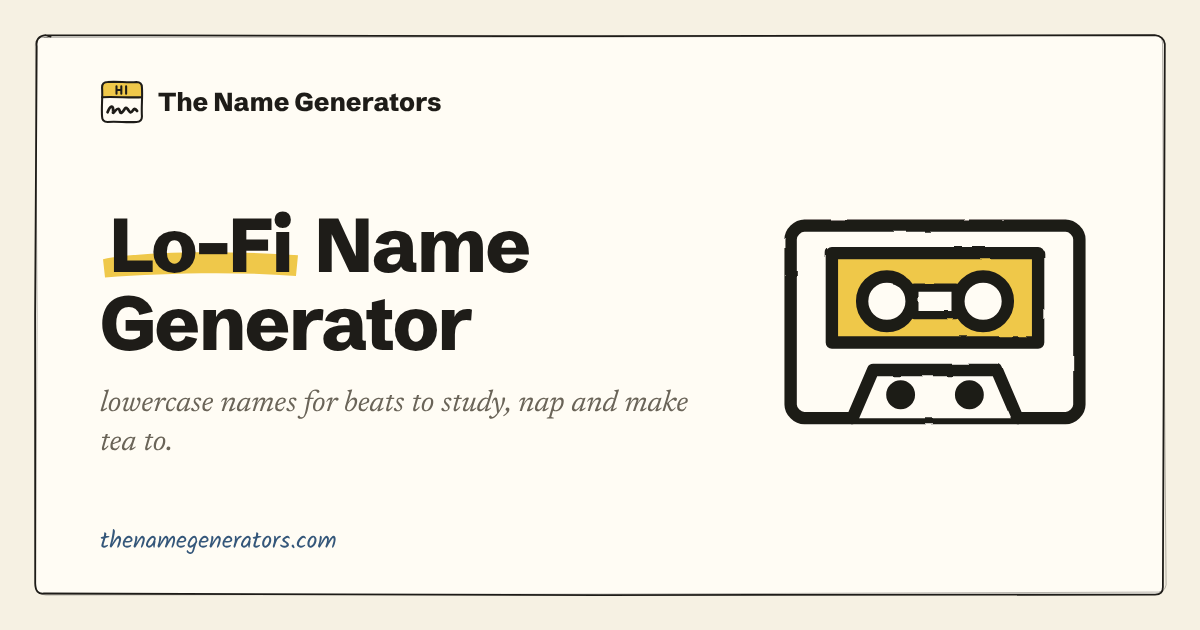 HI
The Name Generators
Lo-Fi Name
Generator
lowercase names for beats to study, nap and make
tea to.
thenamegenerators.com